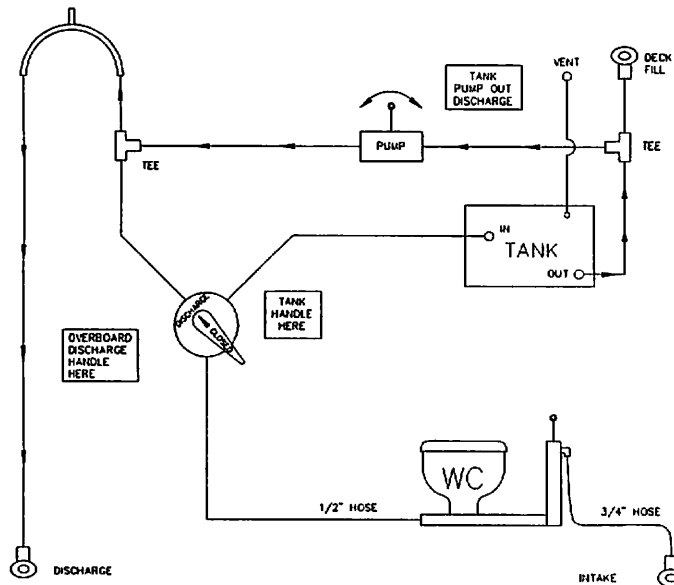 DECK
FILL
VENT
TANK
PUMP OUT
DISCHARGE
PUMP
TEE
TEE
IN
TANK
OUT
DISCHARGE
CLOSED
TANK
HANDLE
HERE
OVERBOARD
DISCHARGE
HANDLE
HERE
WC
1/2" HOSE
3/4" HOSE
DISCHARGE
INTAKE